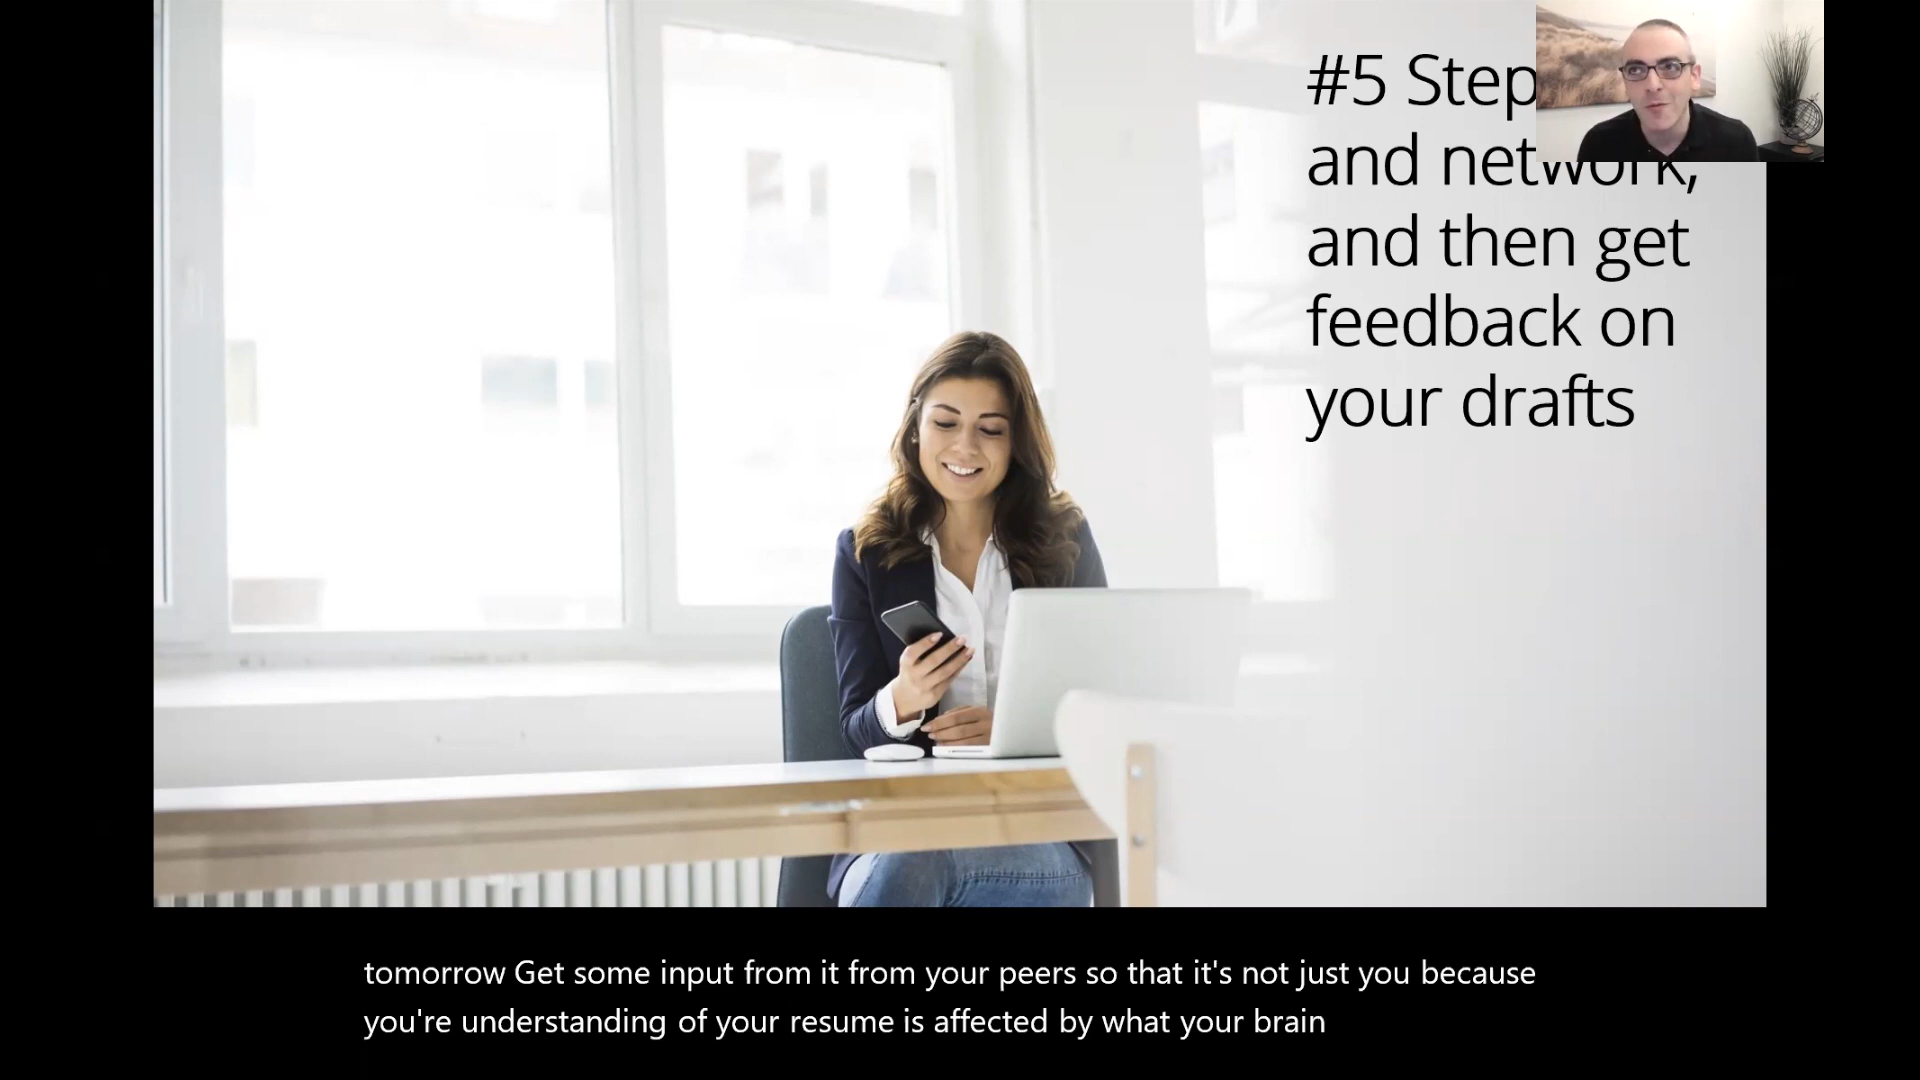 #5 Step
and network,
and then get
feedback on
your drafts
tomorrow Get some input from it from your peers so that it's not just you because
you're understanding of your resume is affected by what your brain